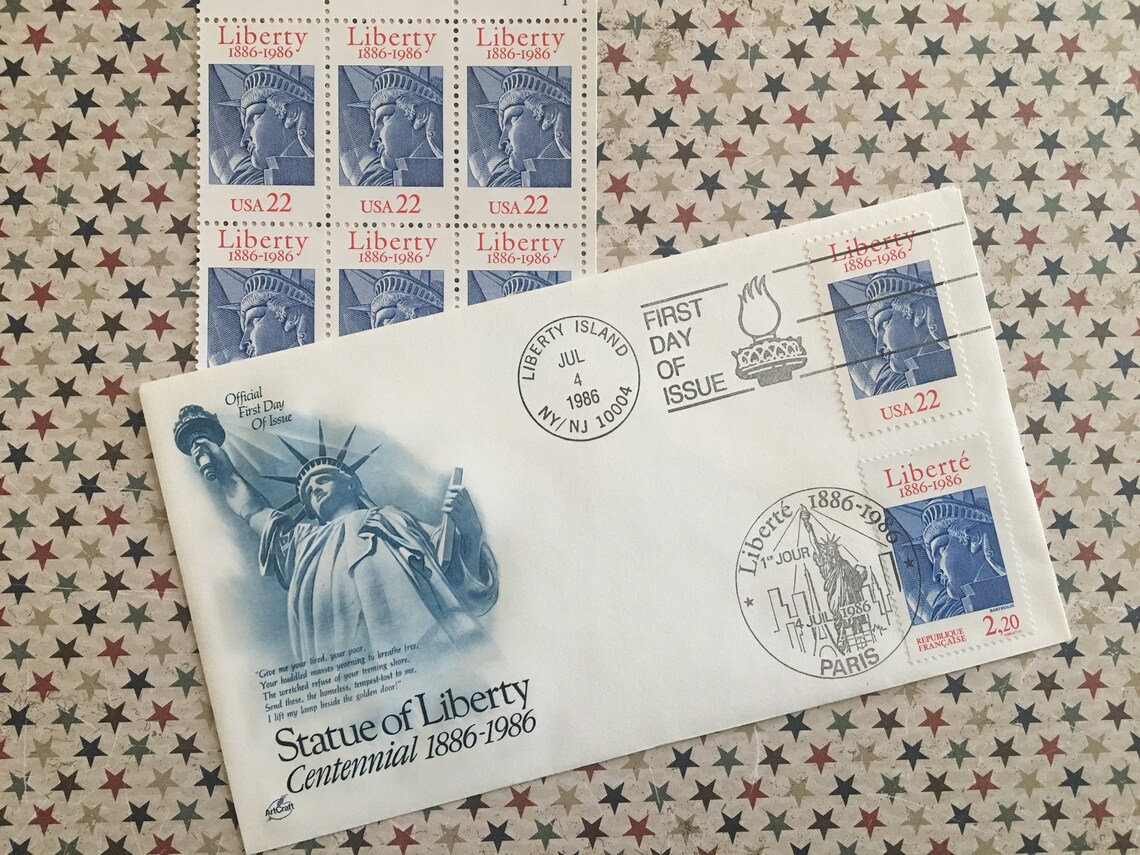 1
Liberty Liberty Liberty
1886-1986 1886-1986 1886-1986
USA 22 USA 22 USA 22
Liberty Liberty Liberty
1886-1986 1886-1986 1886-1986
Official
First Day
Of Issue
LIBERTY ISLAND
JUL
4
1986
NY/NJ 10004
FIRST
DAY
OF
ISSUE
Liberty
1886-1986
USA 22
Liberté
1886-1986
BARTHOLDI
REPUBLIQUE
FRANÇAISE
2,20
Liberté 1886-1986
1er JOUR
4 JUIL 1986
PARIS
"Give me your tired, your poor,
Your huddled masses yearning to breathe free,
The wretched refuse of your teeming shore,
Send these, the homeless, tempest-tost to me,
I lift my lamp beside the golden door!"
Statue of Liberty
Centennial 1886-1986
ArtCraft